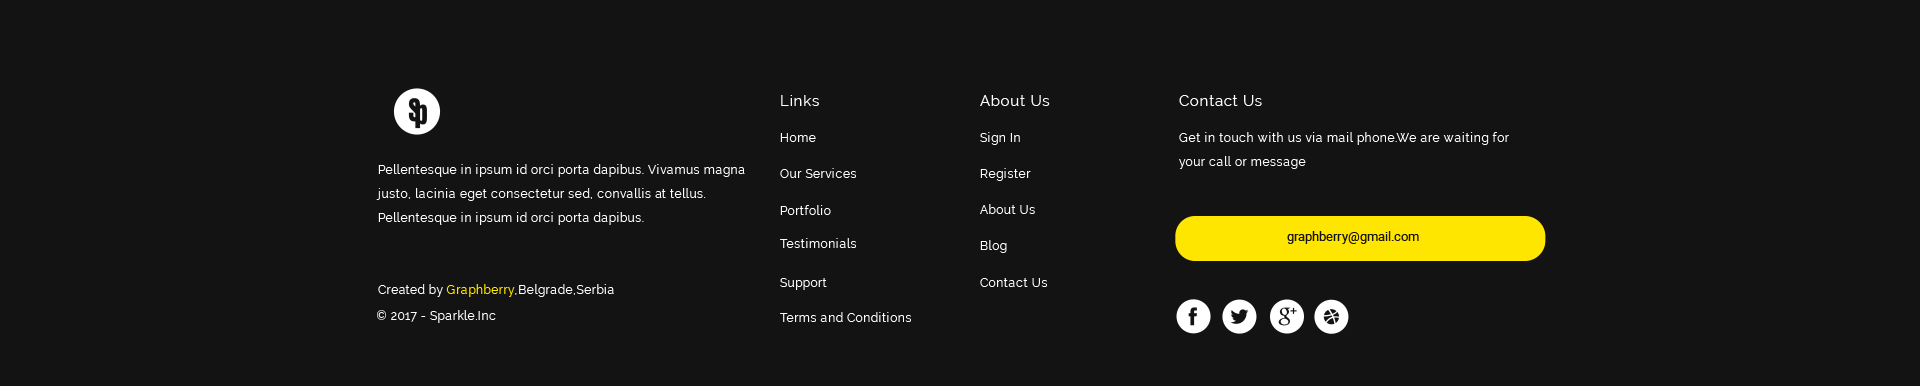 Sp
Pellentesque in ipsum id orci porta dapibus. Vivamus magna
justo, lacinia eget consectetur sed, convallis at tellus.
Pellentesque in ipsum id orci porta dapibus.
Created by Graphberry,Belgrade,Serbia
© 2017 - Sparkle.Inc
Links
Home
Our Services
Portfolio
Testimonials
Support
Terms and Conditions
About Us
Sign In
Register
About Us
Blog
Contact Us
Contact Us
Get in touch with us via mail phone.We are waiting for
your call or message
graphberry@gmail.com
f
g+